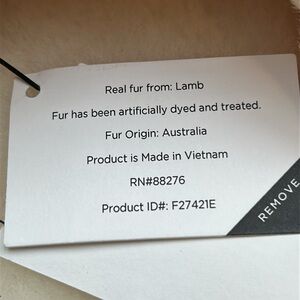 Real fur from: Lamb
Fur has been artificially dyed and treated.
Fur Origin: Australia
Product is Made in Vietnam
RN#88276
Product ID#: F27421E
REMOVE